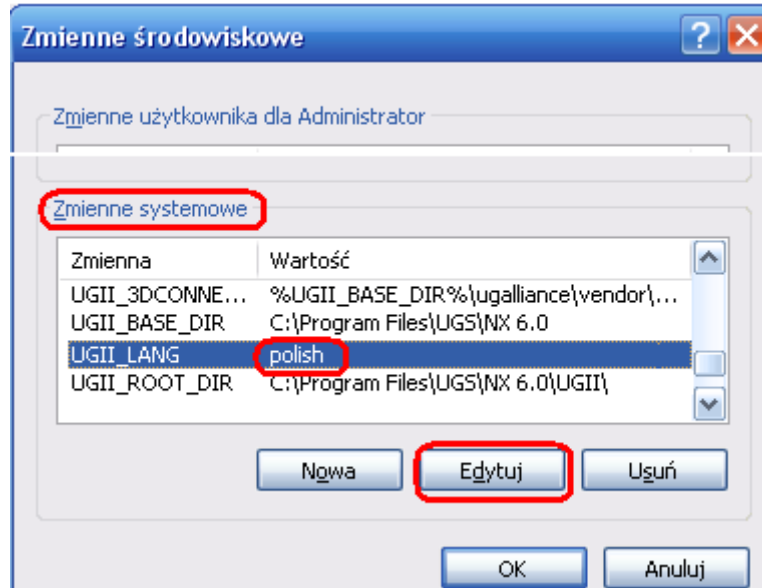 Zmienne środowiskowe
Zmienne użytkownika dla Administrator
Zmienne systemowe
Zmienna Wartość
UGII_3DCONNE... %UGII_BASE_DIR%\ugalliance\vendor\...
UGII_BASE_DIR C:\Program Files\UGS\NX 6.0
UGII_LANG polish
UGII_ROOT_DIR C:\Program Files\UGS\NX 6.0\UGII\
Nowa Edytuj Usuń
OK Anuluj